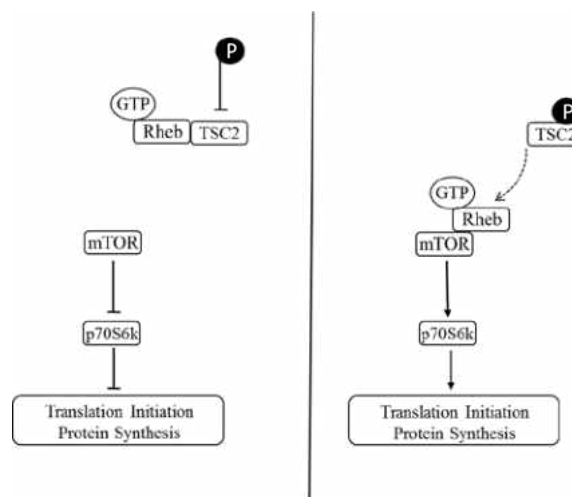 P
GTP
Rheb
TSC2
mTOR
p70S6k
Translation Initiation
Protein Synthesis
P
TSC2
GTP
Rheb
mTOR
p70S6k
Translation Initiation
Protein Synthesis